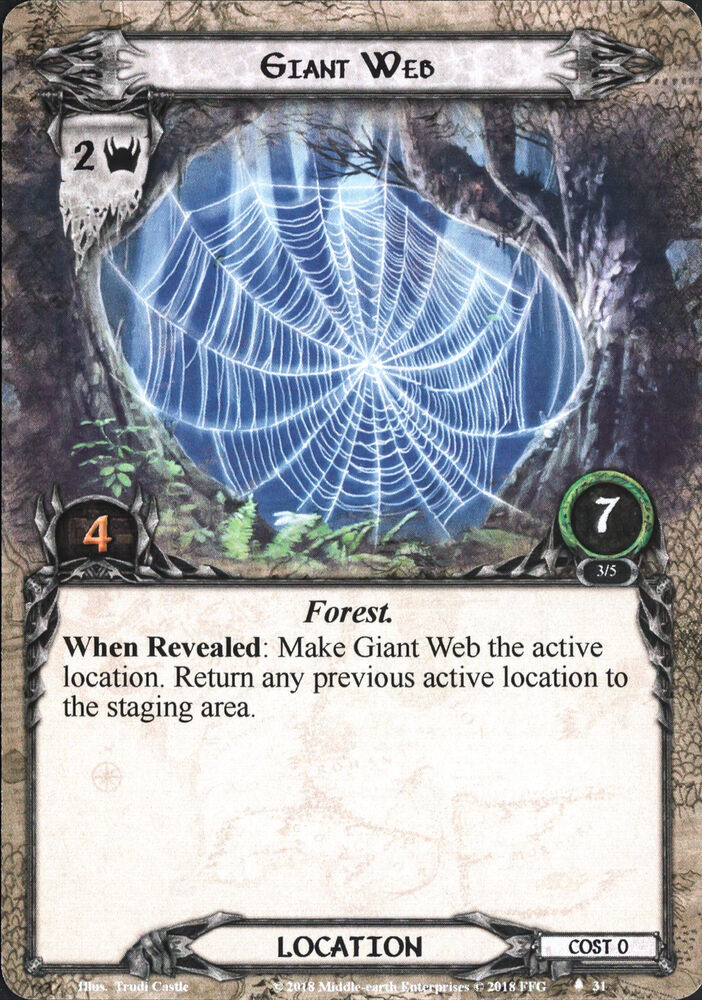 Giant Web
2
4
7
3/5
Forest.
When Revealed: Make Giant Web the active
location. Return any previous active location to
the staging area.
LOCATION
COST 0
Illus. Trudi Castle
© 2018 Middle-earth Enterprises © 2018 FFG
31